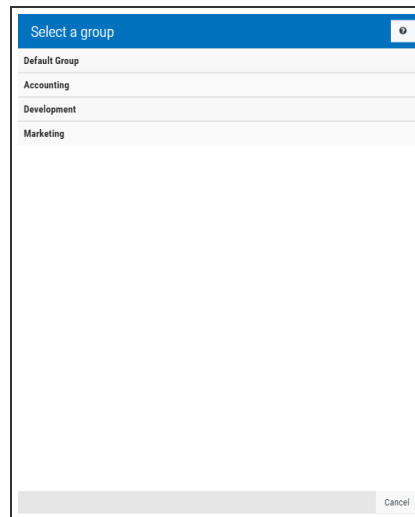 Select a group
Default Group
Accounting
Development
Marketing
Cancel